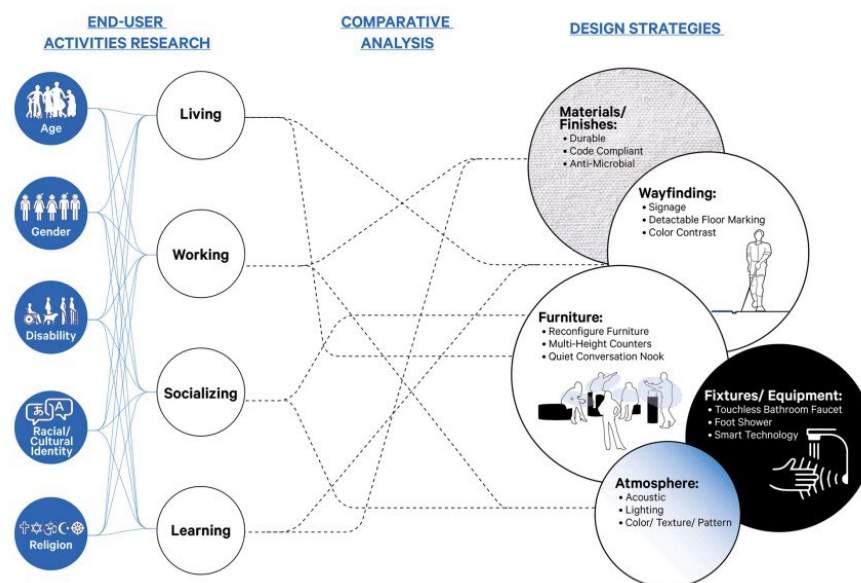 END-USER
ACTIVITIES RESEARCH
COMPARATIVE
ANALYSIS
DESIGN STRATEGIES
Age
Gender
Disability
あ A
Racial/
Cultural
Identity
Religion
Living
Working
Socializing
Learning
Materials/
Finishes:
• Durable
• Code Compliant
• Anti-Microbial
Wayfinding:
• Signage
• Detactable Floor Marking
• Color Contrast
Furniture:
• Reconfigure Furniture
• Multi-Height Counters
• Quiet Conversation Nook
Fixtures/ Equipment:
• Touchless Bathroom Faucet
• Foot Shower
• Smart Technology
Atmosphere:
• Acoustic
• Lighting
• Color/ Texture/ Pattern